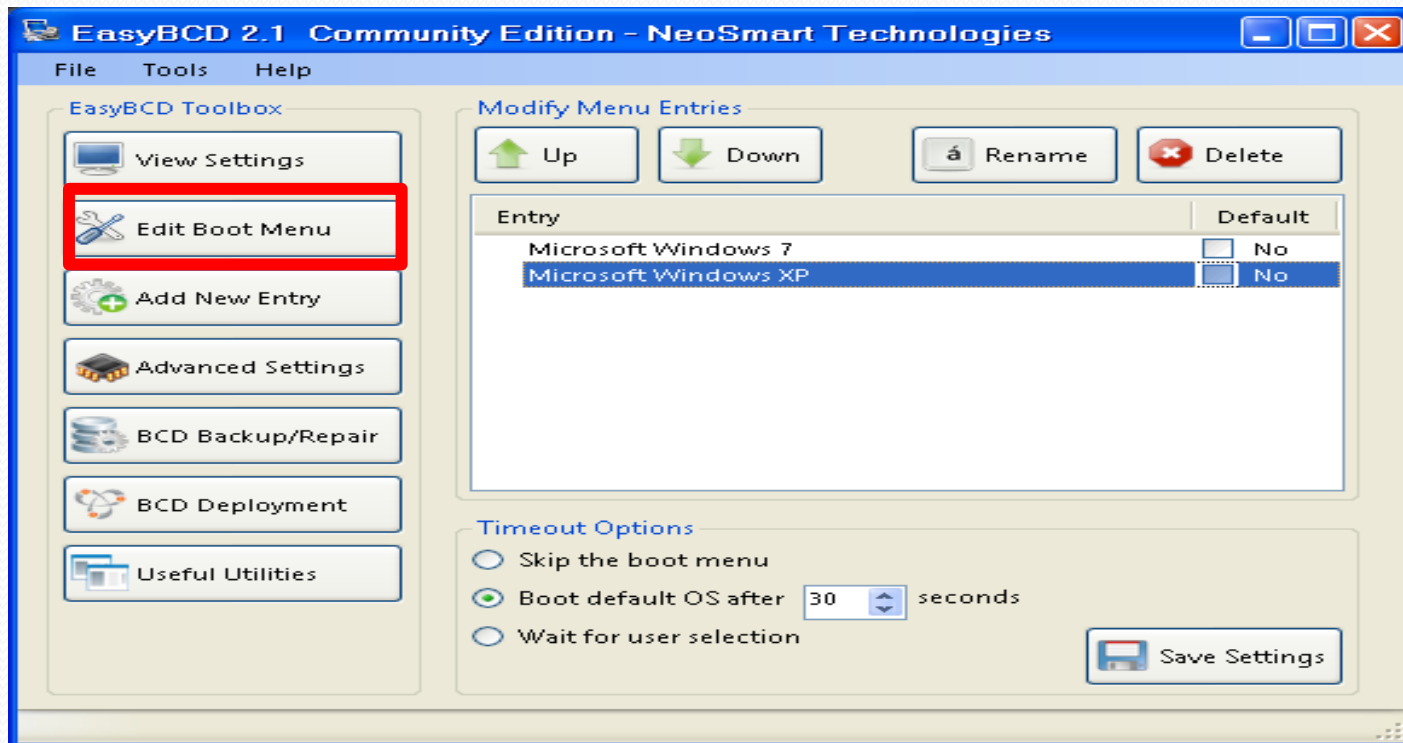 EasyBCD 2.1 Community Edition - NeoSmart Technologies
File Tools Help
EasyBCD Toolbox
View Settings
Edit Boot Menu
Add New Entry
Advanced Settings
BCD Backup/Repair
BCD Deployment
Useful Utilities
Modify Menu Entries
Up Down á Rename Delete
Entry Default
Microsoft Windows 7 No
Microsoft Windows XP No
Timeout Options
Skip the boot menu
Boot default OS after 30 seconds
Wait for user selection
Save Settings